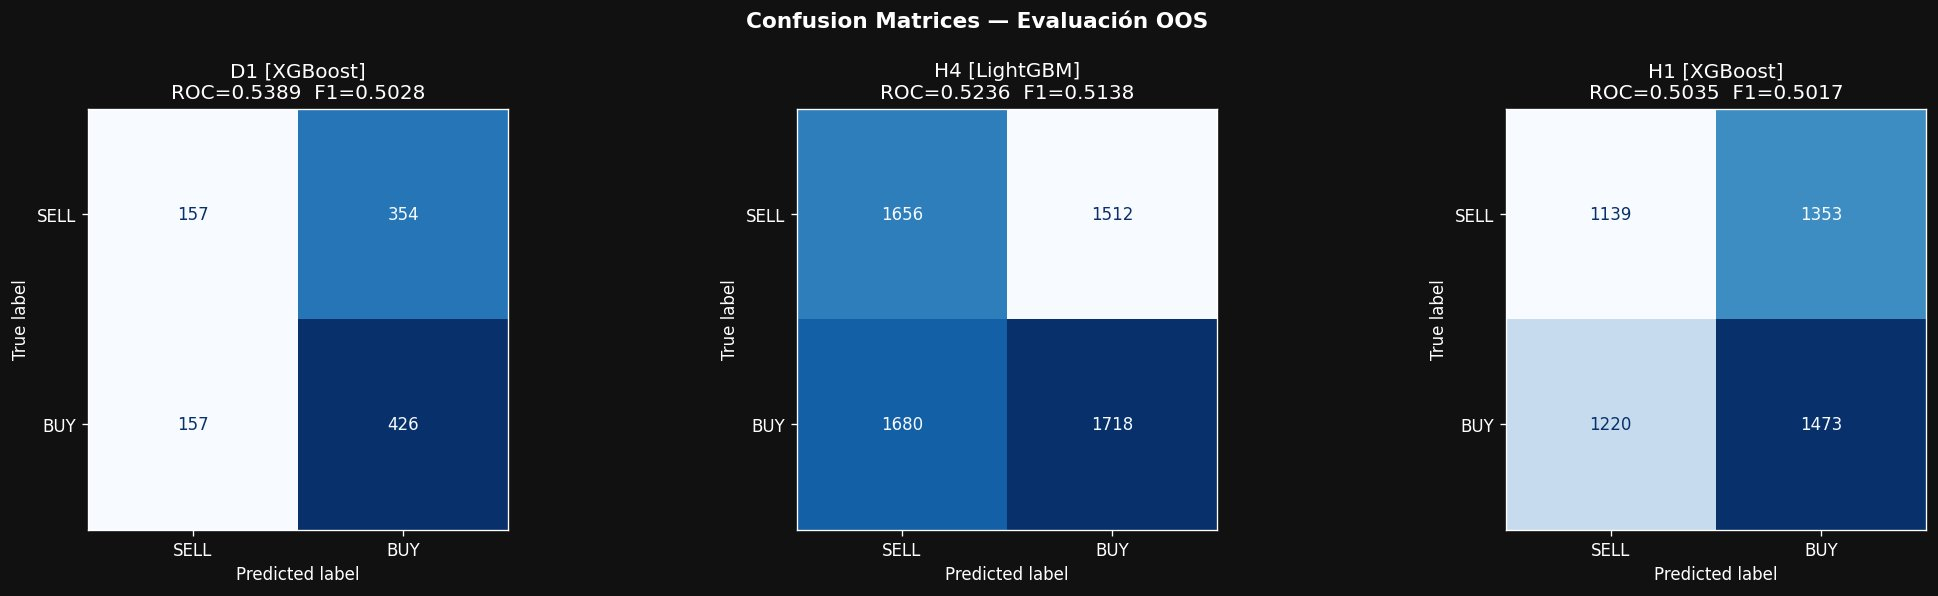 Confusion Matrices — Evaluación OOS
D1 [XGBoost]
ROC=0.5389  F1=0.5028
True label
SELL
157
354
BUY
157
426
SELL
BUY
Predicted label
H4 [LightGBM]
ROC=0.5236  F1=0.5138
True label
SELL
1656
1512
BUY
1680
1718
SELL
BUY
Predicted label
H1 [XGBoost]
ROC=0.5035  F1=0.5017
True label
SELL
1139
1353
BUY
1220
1473
SELL
BUY
Predicted label